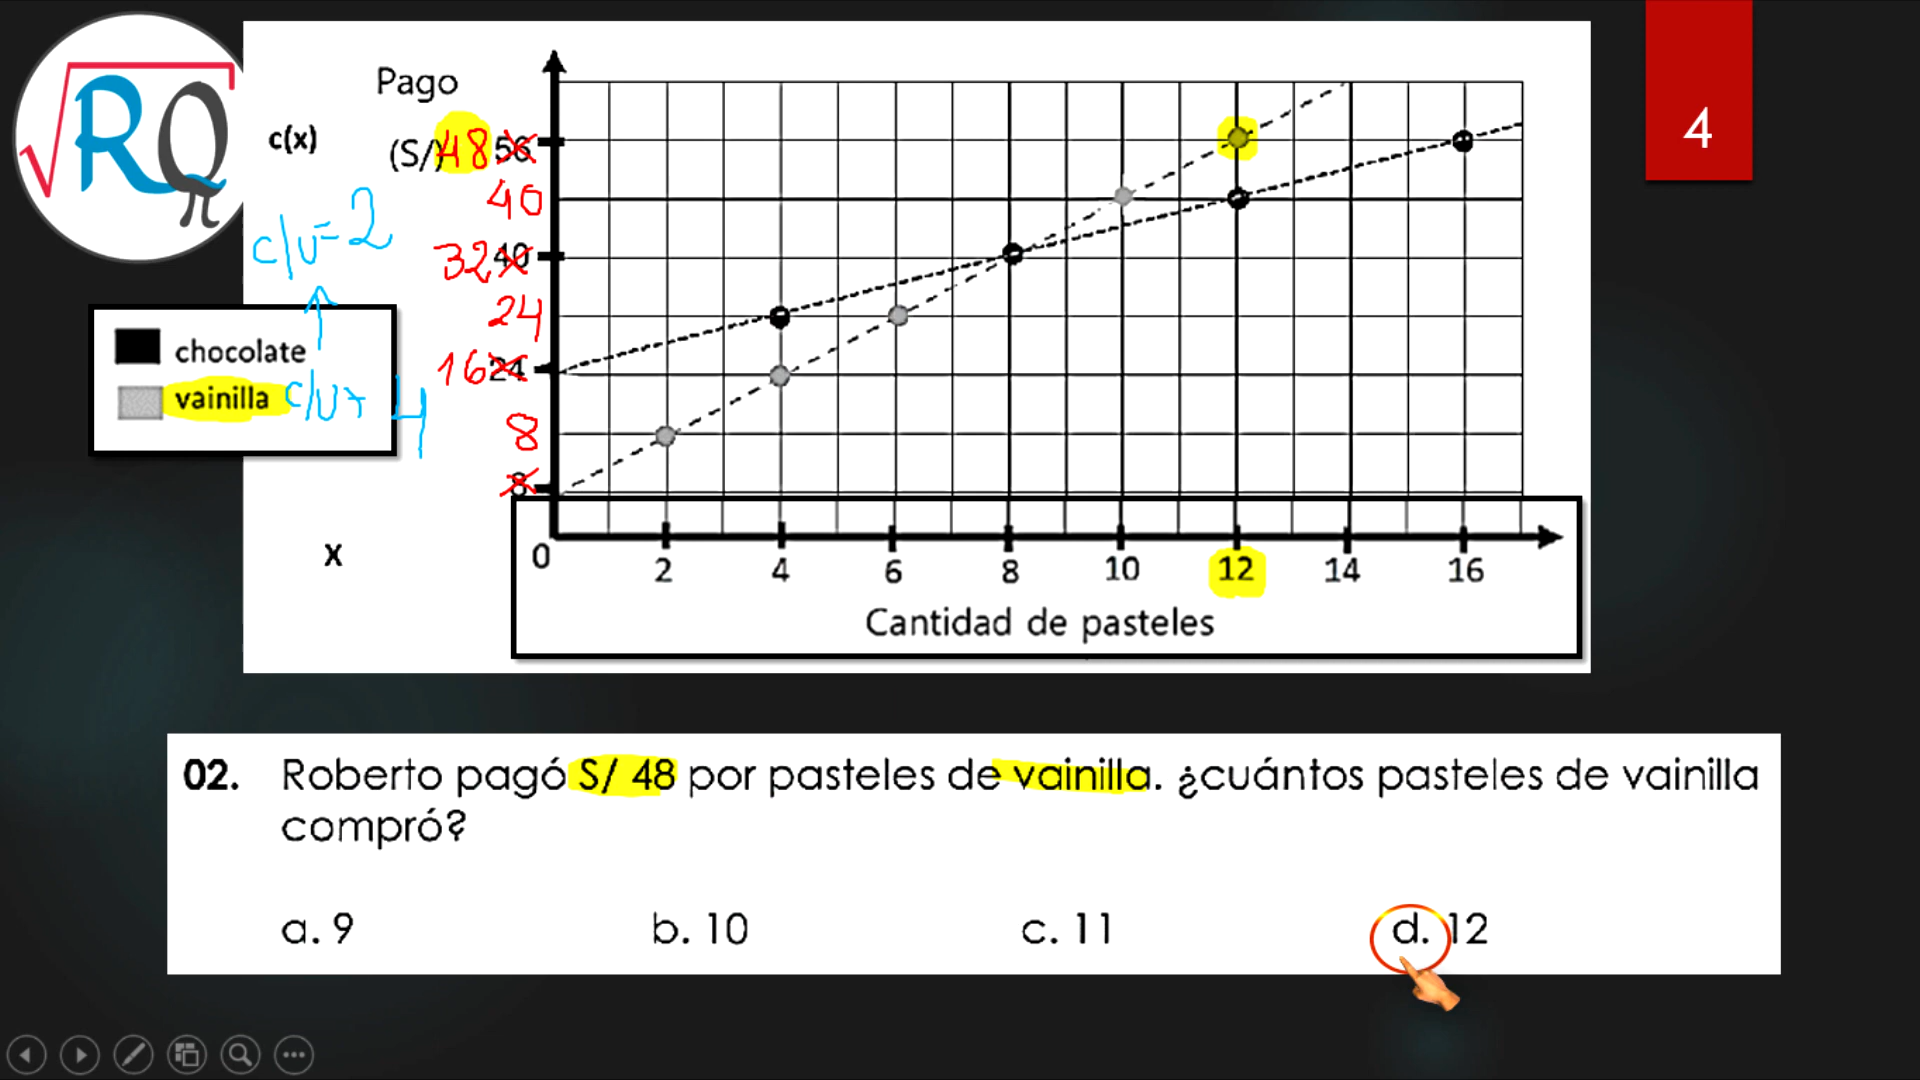 √RQπ
4
Pago
c(x)
(S/) 48 56
40
c/u=2
32 40
24
chocolate
16 24
vainilla c/u 4
8
8
x
0 2 4 6 8 10 12 14 16
Cantidad de pasteles
02. Roberto pagó S/ 48 por pasteles de vainilla. ¿cuántos pasteles de vainilla
compró?
a. 9 b. 10 c. 11 d. 12